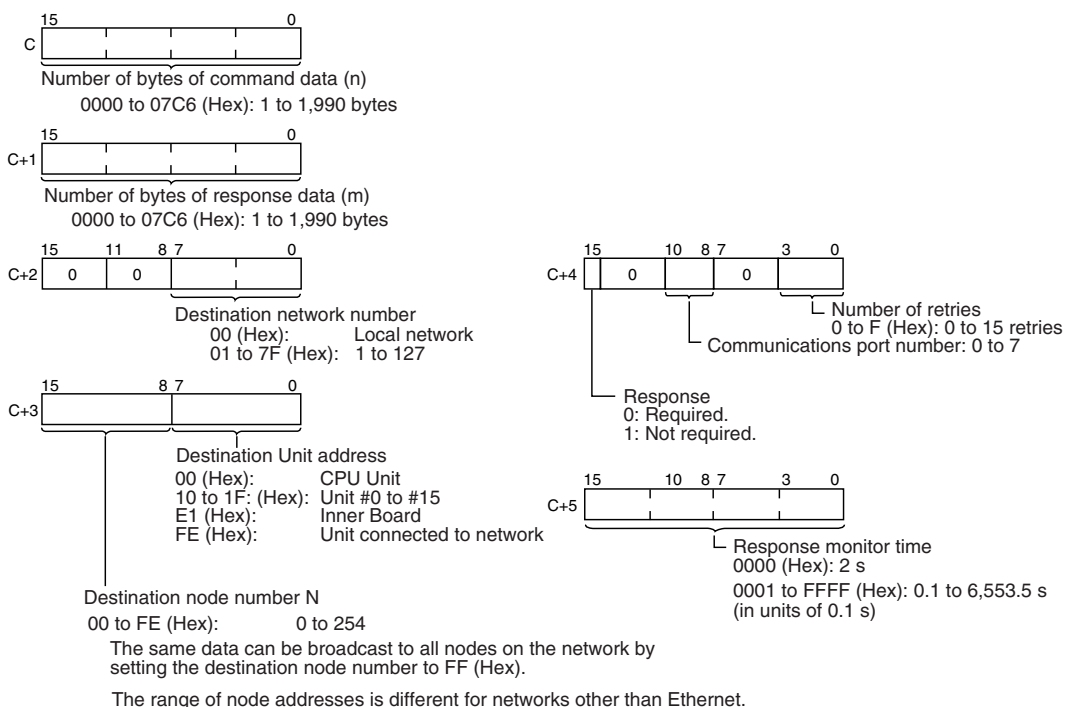 15 0
C
Number of bytes of command data (n)
0000 to 07C6 (Hex): 1 to 1,990 bytes
15 0
C+1
Number of bytes of response data (m)
0000 to 07C6 (Hex): 1 to 1,990 bytes
15 11 8 7 0
C+2 0 0
Destination network number
00 (Hex): Local network
01 to 7F (Hex): 1 to 127
15 8 7 0
C+3
Destination Unit address
00 (Hex): CPU Unit
10 to 1F: (Hex): Unit #0 to #15
E1 (Hex): Inner Board
FE (Hex): Unit connected to network
Destination node number N
00 to FE (Hex): 0 to 254
The same data can be broadcast to all nodes on the network by
setting the destination node number to FF (Hex).
The range of node addresses is different for networks other than Ethernet.
15 10 8 7 3 0
C+4 0 0
Number of retries
0 to F (Hex): 0 to 15 retries
Communications port number: 0 to 7
Response
0: Required.
1: Not required.
15 10 8 7 3 0
C+5
Response monitor time
0000 (Hex): 2 s
0001 to FFFF (Hex): 0.1 to 6,553.5 s
(in units of 0.1 s)